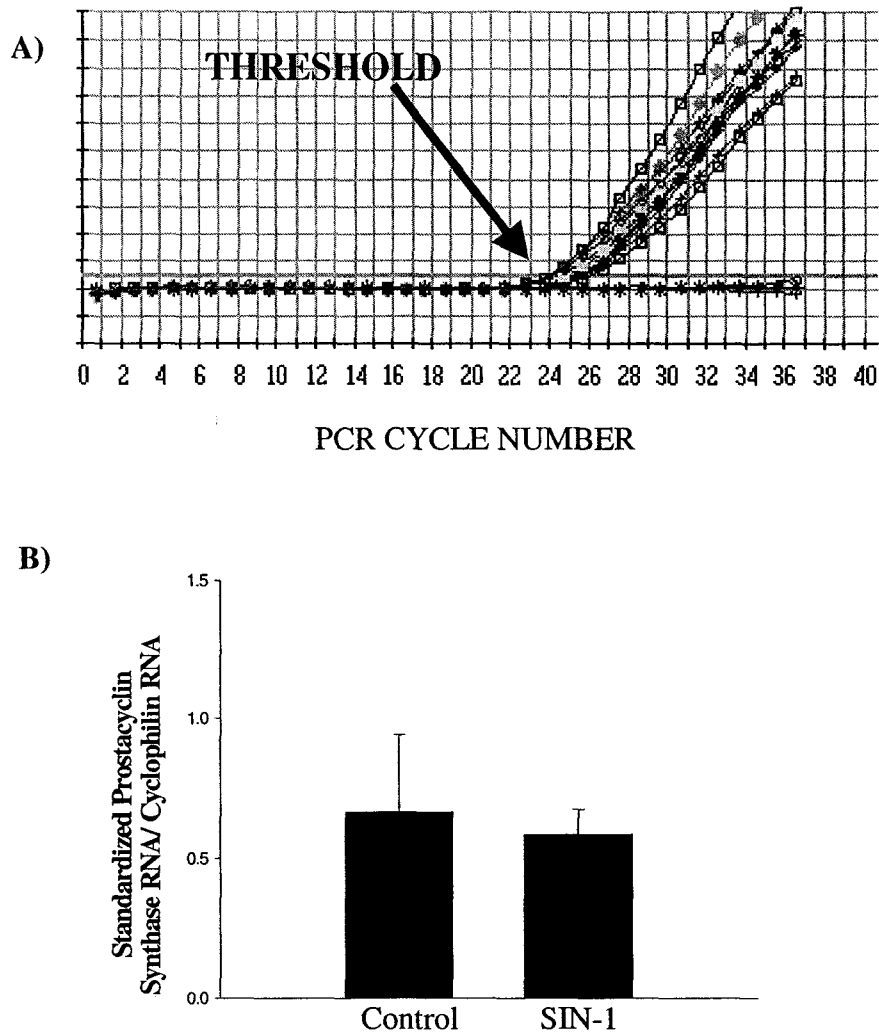 A)
THRESHOLD
0 2 4 6 8 10 12 14 16 18 20 22 24 26 28 30 32 34 36 38 40
PCR CYCLE NUMBER
B)
Standardized Prostacyclin
Synthase RNA/ Cyclophilin RNA
1.5
1.0
0.5
0.0
Control SIN-1